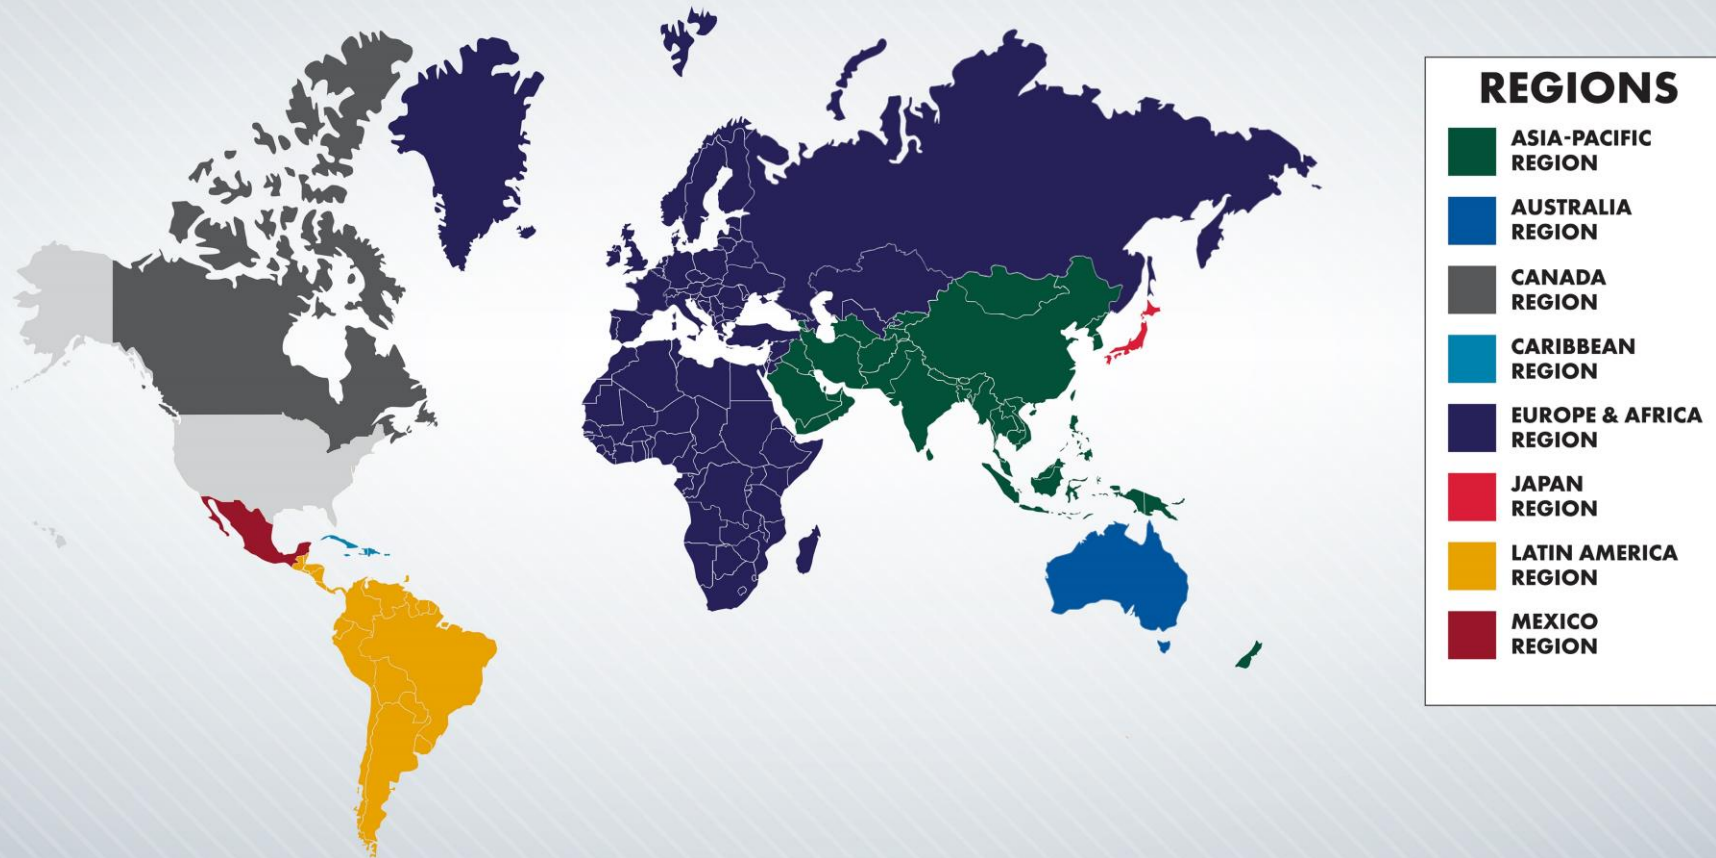 REGIONS
ASIA-PACIFIC
REGION
AUSTRALIA
REGION
CANADA
REGION
CARIBBEAN
REGION
EUROPE & AFRICA
REGION
JAPAN
REGION
LATIN AMERICA
REGION
MEXICO
REGION